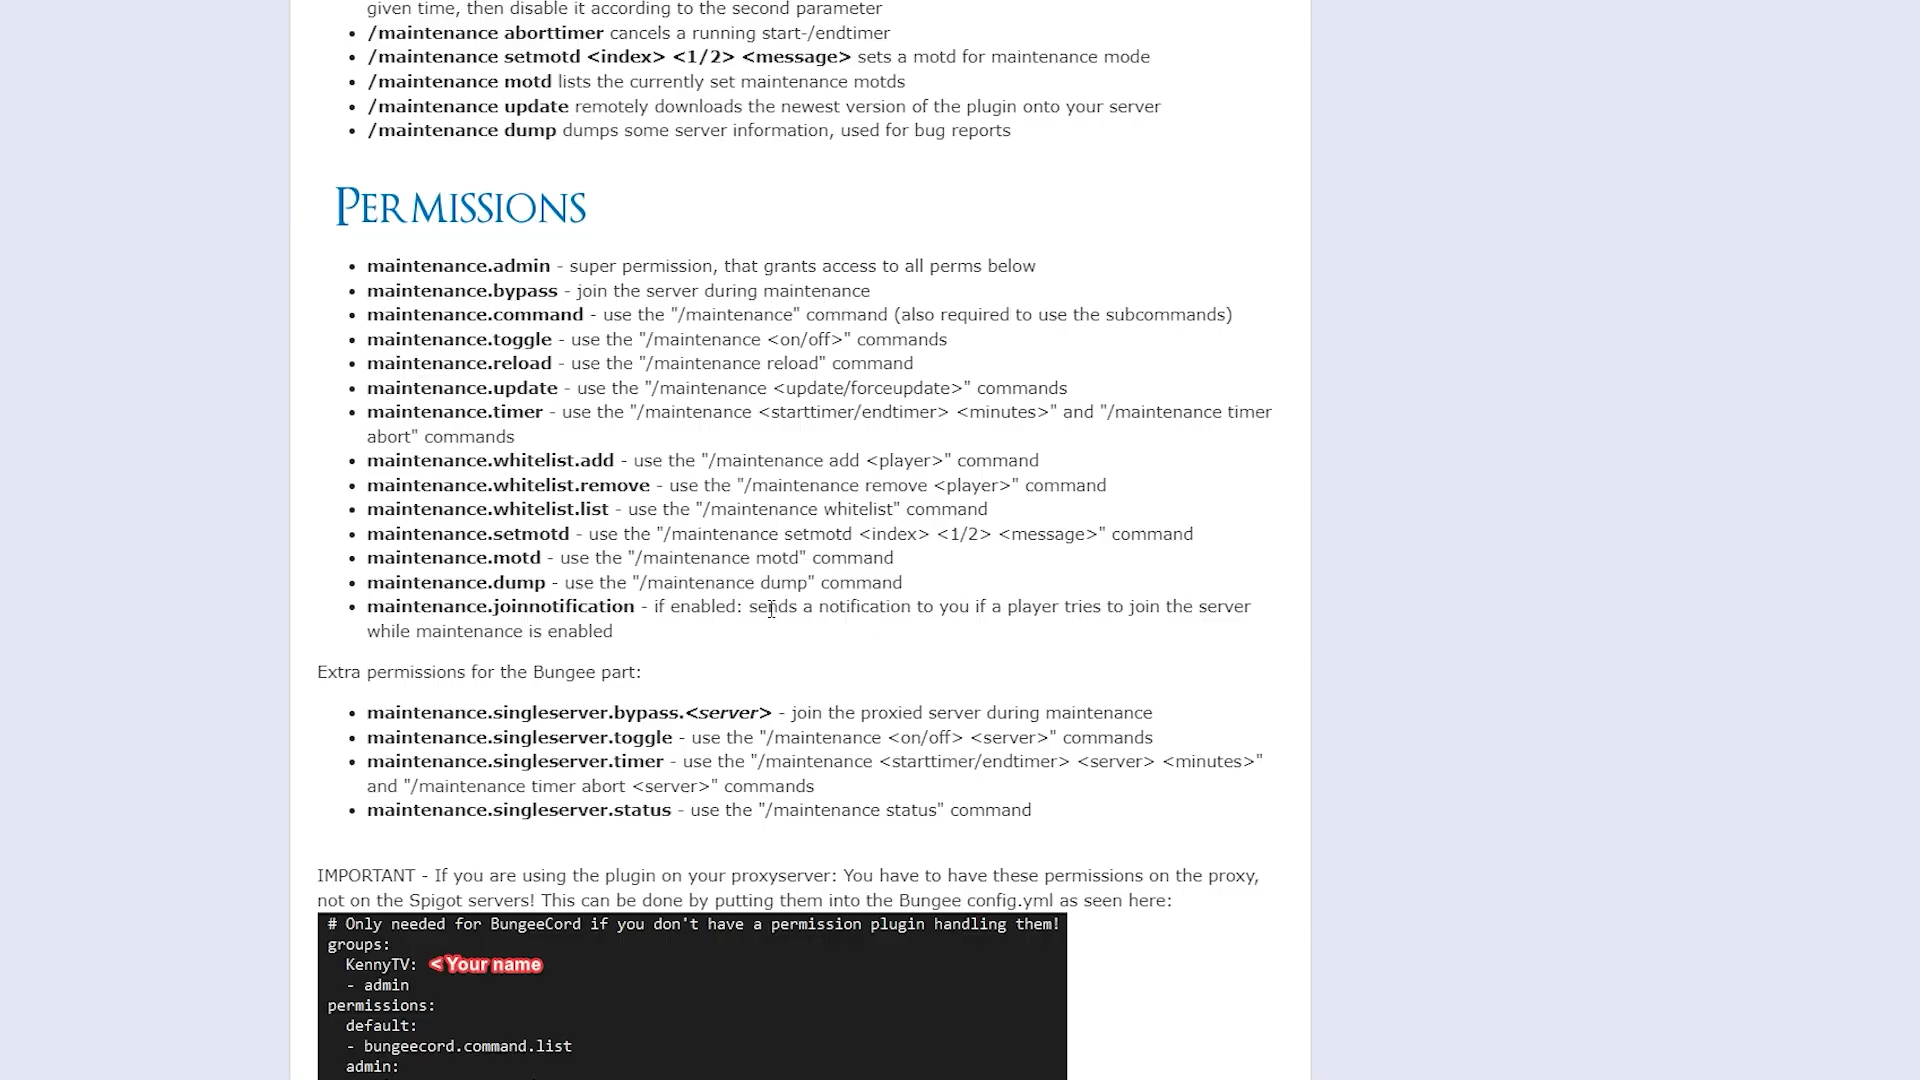 given time, then disable it according to the second parameter
• /maintenance aborttimer cancels a running start-/endtimer
• /maintenance setmotd <index> <1/2> <message> sets a motd for maintenance mode
• /maintenance motd lists the currently set maintenance motds
• /maintenance update remotely downloads the newest version of the plugin onto your server
• /maintenance dump dumps some server information, used for bug reports
PERMISSIONS
• maintenance.admin - super permission, that grants access to all perms below
• maintenance.bypass - join the server during maintenance
• maintenance.command - use the "/maintenance" command (also required to use the subcommands)
• maintenance.toggle - use the "/maintenance <on/off>" commands
• maintenance.reload - use the "/maintenance reload" command
• maintenance.update - use the "/maintenance <update/forceupdate>" commands
• maintenance.timer - use the "/maintenance <starttimer/endtimer> <minutes>" and "/maintenance timer
abort" commands
• maintenance.whitelist.add - use the "/maintenance add <player>" command
• maintenance.whitelist.remove - use the "/maintenance remove <player>" command
• maintenance.whitelist.list - use the "/maintenance whitelist" command
• maintenance.setmotd - use the "/maintenance setmotd <index> <1/2> <message>" command
• maintenance.motd - use the "/maintenance motd" command
• maintenance.dump - use the "/maintenance dump" command
• maintenance.joinnotification - if enabled: sends a notification to you if a player tries to join the server
while maintenance is enabled
Extra permissions for the Bungee part:
• maintenance.singleserver.bypass.<server> - join the proxied server during maintenance
• maintenance.singleserver.toggle - use the "/maintenance <on/off> <server>" commands
• maintenance.singleserver.timer - use the "/maintenance <starttimer/endtimer> <server> <minutes>"
and "/maintenance timer abort <server>" commands
• maintenance.singleserver.status - use the "/maintenance status" command
IMPORTANT - If you are using the plugin on your proxyserver: You have to have these permissions on the proxy,
not on the Spigot servers! This can be done by putting them into the Bungee config.yml as seen here:
# Only needed for BungeeCord if you don't have a permission plugin handling them!
groups:
KennyTV: < Your name
- admin
permissions:
default:
- bungeecord.command.list
admin: